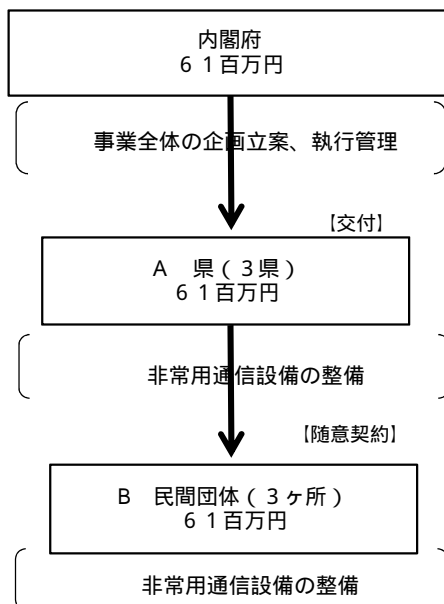 内閣府
６１百万円
事業全体の企画立案、執行管理
【交付】
A　県（３県）
６１百万円
非常用通信設備の整備
【随意契約】
B　民間団体（３ヶ所）
６１百万円
非常用通信設備の整備